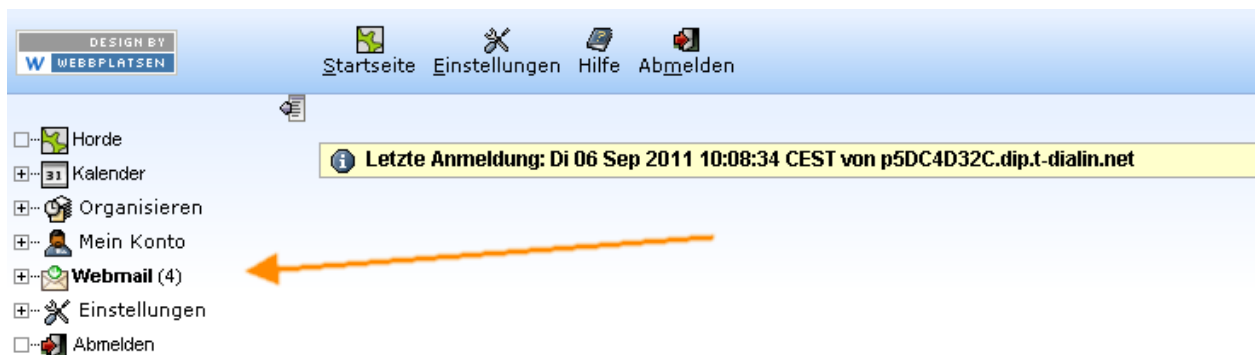 DESIGN BY
W WEBBPLATSEN
Startseite Einstellungen Hilfe Abmelden
Horde
Letzte Anmeldung: Di 06 Sep 2011 10:08:34 CEST von p5DC4D32C.dip.t-dialin.net
31 Kalender
Organisieren
Mein Konto
Webmail (4)
Einstellungen
Abmelden